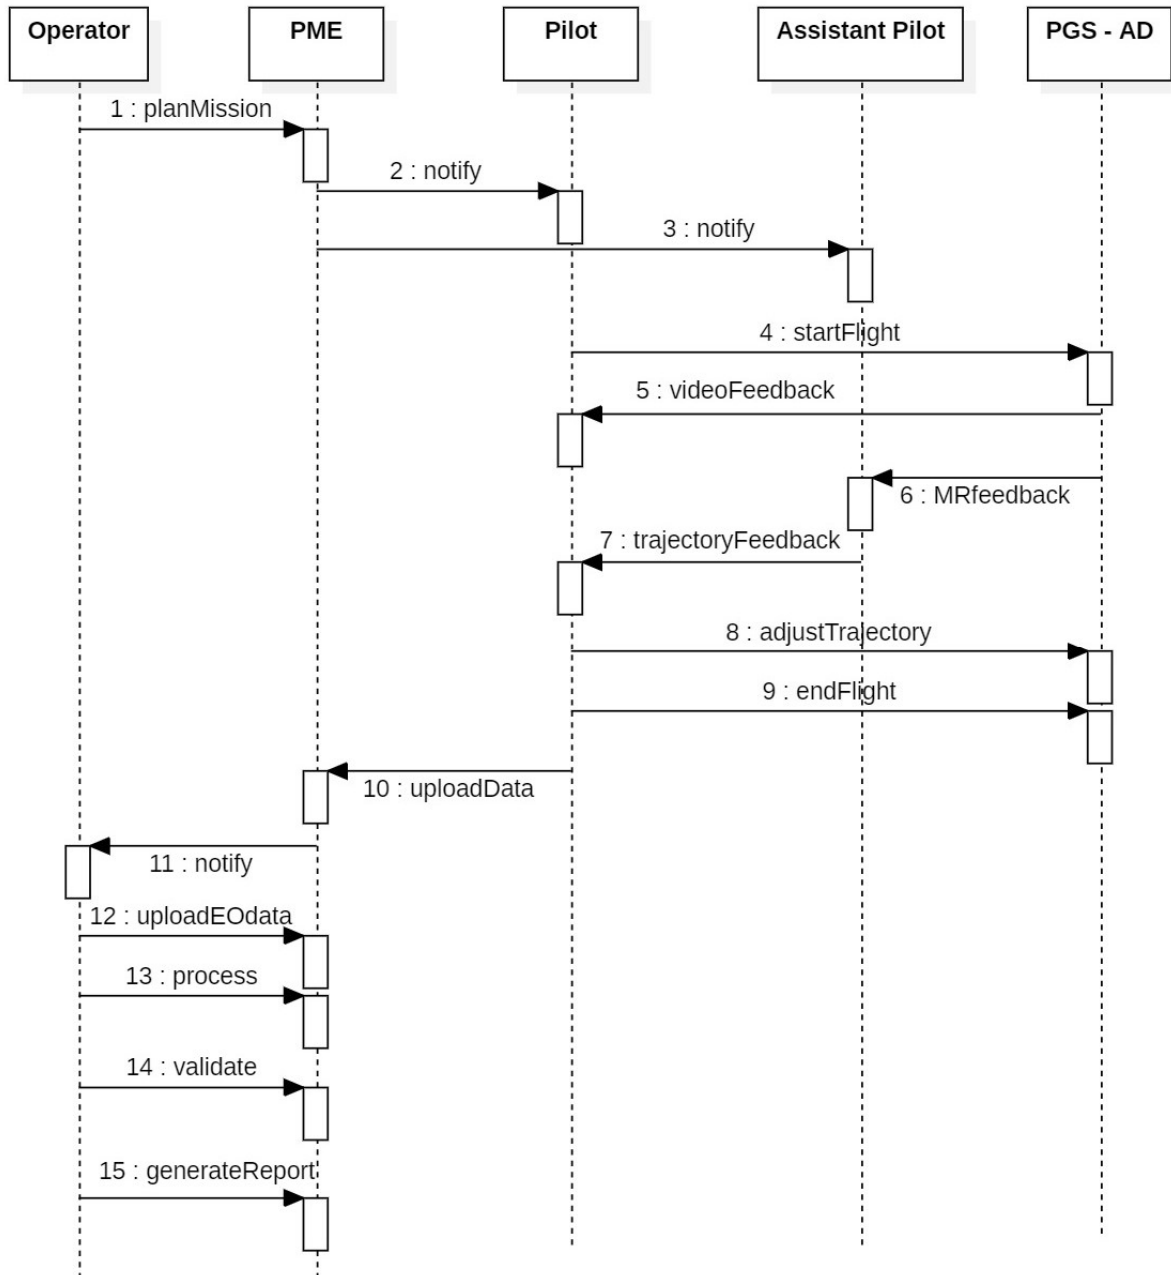 Operator
PME
Pilot
Assistant Pilot
PGS - AD
1 : planMission
2 : notify
3 : notify
4 : startFlight
5 : videoFeedback
6 : MRfeedback
7 : trajectoryFeedback
8 : adjustTrajectory
9 : endFlight
10 : uploadData
11 : notify
12 : uploadEOdata
13 : process
14 : validate
15 : generateReport